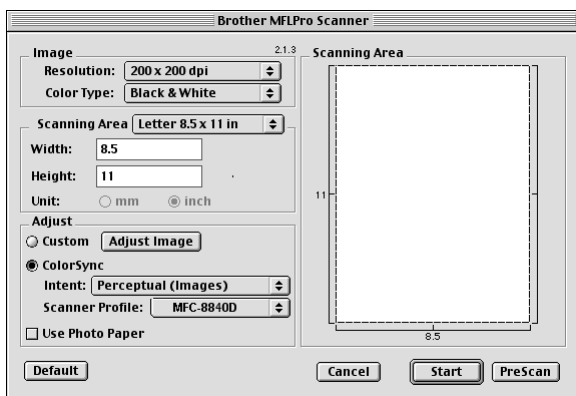 Brother MFLPro Scanner
Image 2.1.3
Resolution: 200 x 200 dpi
Color Type: Black & White
Scanning Area Letter 8.5 x 11 in
Width: 8.5
Height: 11
Unit: mm inch
Adjust
Custom Adjust Image
ColorSync
Intent: Perceptual (Images)
Scanner Profile: MFC-8840D
Use Photo Paper
Scanning Area
11
8.5
Default Cancel Start PreScan